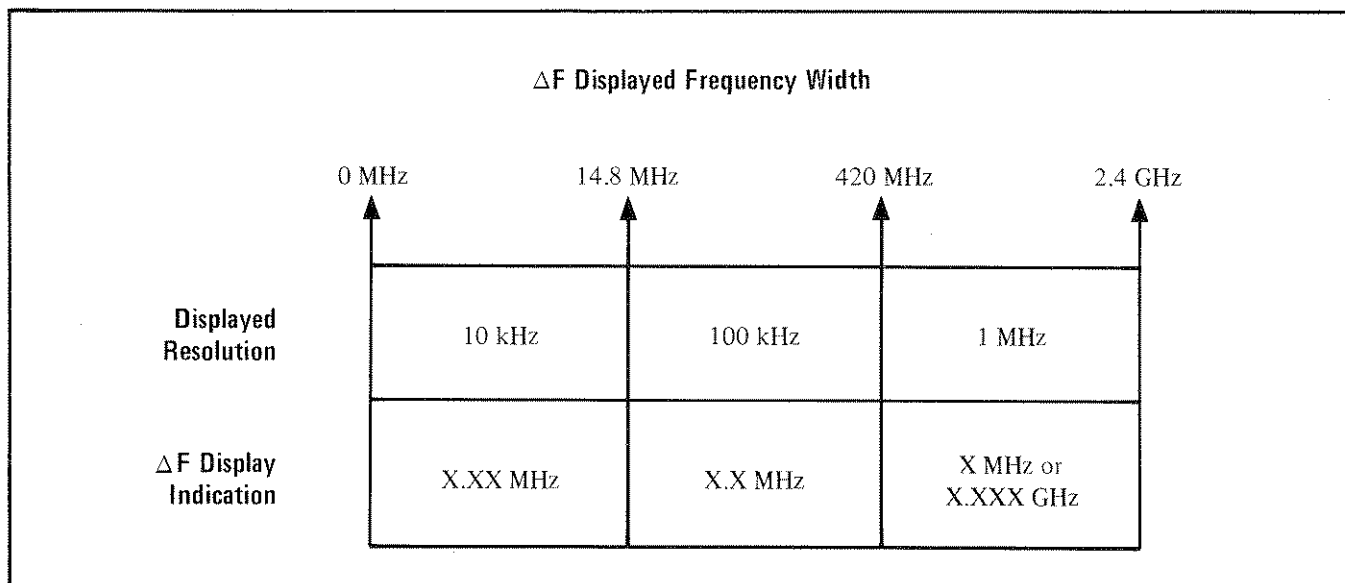 ΔF Displayed Frequency Width
0 MHz 14.8 MHz 420 MHz 2.4 GHz
Displayed
Resolution
10 kHz 100 kHz 1 MHz
ΔF Display
Indication
X.XX MHz X.X MHz X MHz or
X.XXX GHz